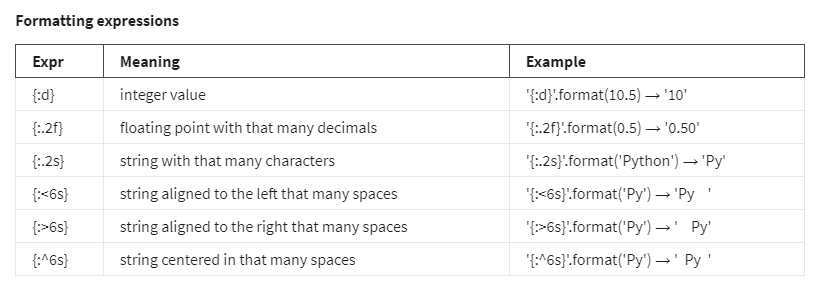 Formatting expressions
Expr Meaning Example
{:d} integer value '{:d}'.format(10.5) → '10'
{:.2f} floating point with that many decimals '{:.2f}'.format(0.5) → '0.50'
{:.2s} string with that many characters '{:.2s}'.format('Python') → 'Py'
{:<6s} string aligned to the left that many spaces '{:<6s}'.format('Py') → 'Py    '
{:>6s} string aligned to the right that many spaces '{:>6s}'.format('Py') → '    Py'
{:^6s} string centered in that many spaces '{:^6s}'.format('Py') → '  Py  '